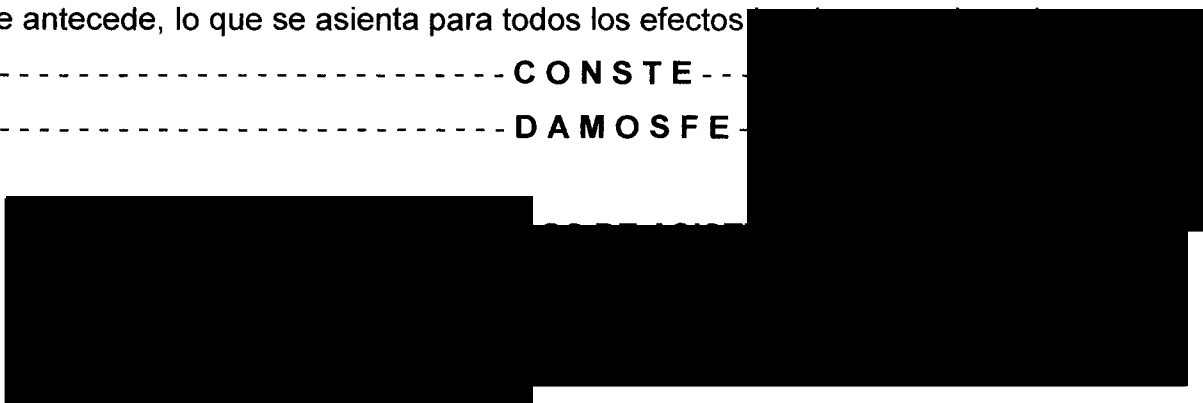 e antecede, lo que se asienta para todos los efectos
- - - - - - - - - - - - - - - - - - - - - - - - - - C O N S T E - - -
- - - - - - - - - - - - - - - - - - - - - - - - - - D A M O S F E -